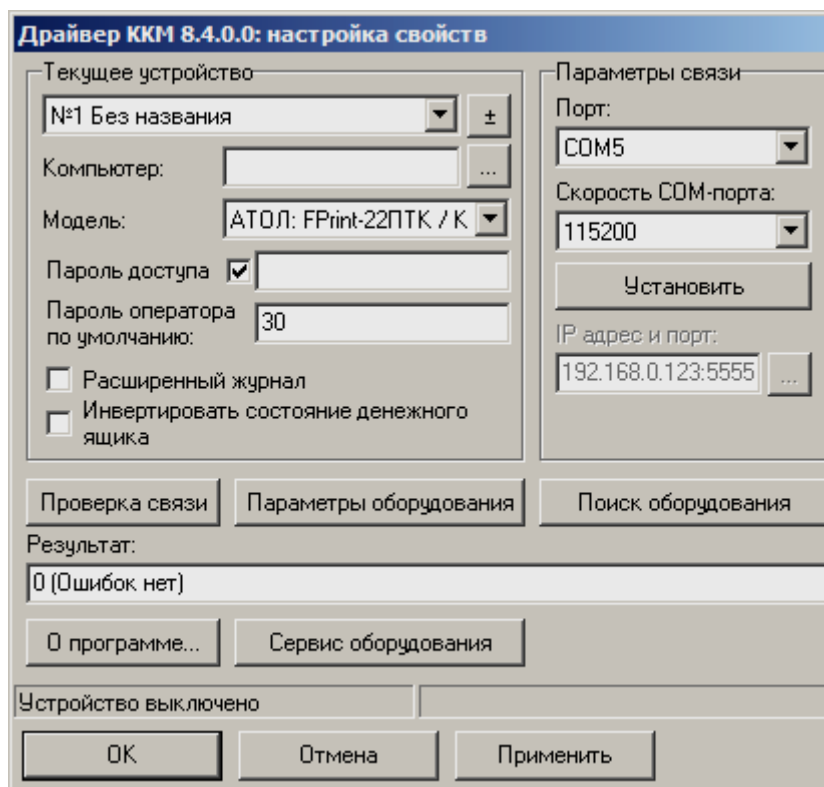 Драйвер ККМ 8.4.0.0: настройка свойств
Текущее устройство
№1 Без названия
±
Компьютер:
...
Модель:
АТОЛ: FPrint-22ПТК / К
Пароль доступа
Пароль оператора
по умолчанию:
30
Расширенный журнал
Инвертировать состояние денежного
ящика
Параметры связи
Порт:
COM5
Скорость COM-порта:
115200
Установить
IP адрес и порт:
192.168.0.123:5555
...
Проверка связи
Параметры оборудования
Поиск оборудования
Результат:
0 (Ошибок нет)
О программе...
Сервис оборудования
Устройство выключено
ОК
Отмена
Применить